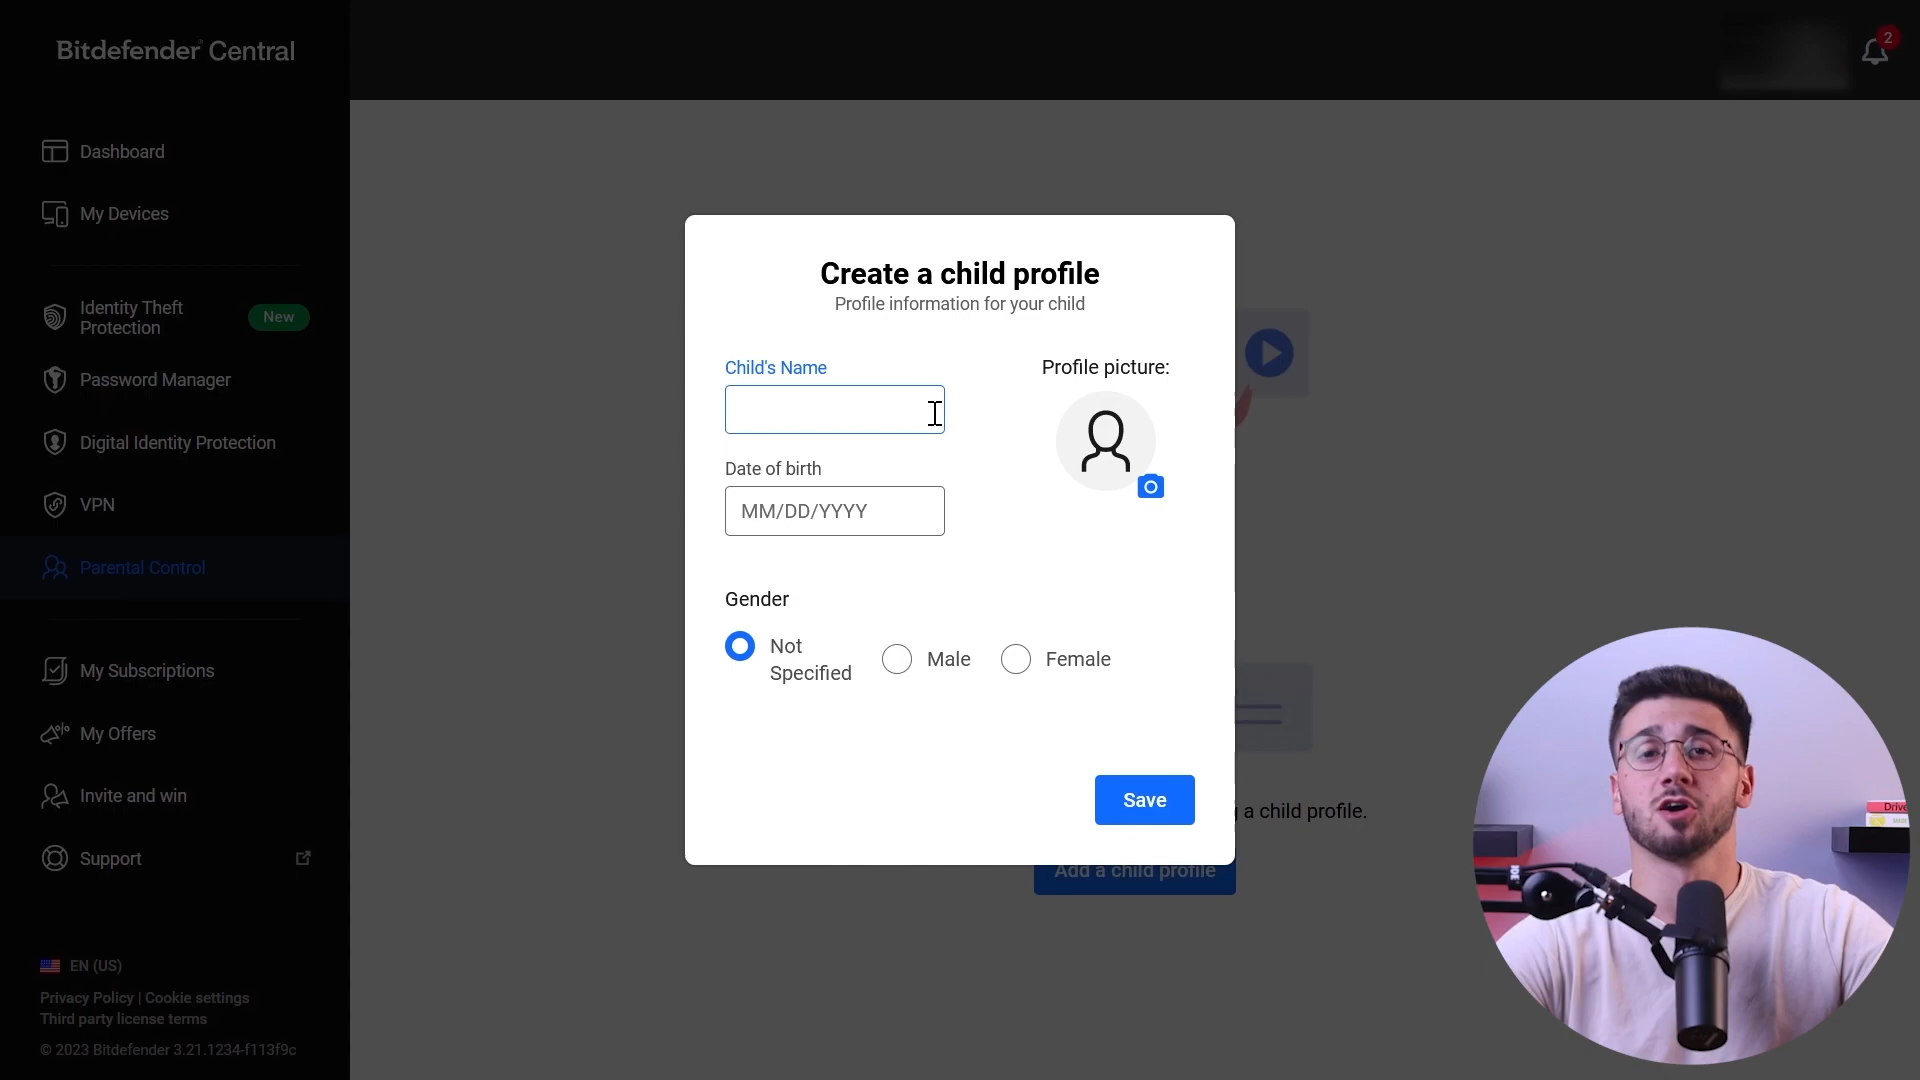 Bitdefender Central
2
Dashboard
My Devices
Identity Theft
Protection
New
Password Manager
Digital Identity Protection
VPN
Parental Control
My Subscriptions
My Offers
Invite and win
Support
EN (US)
Privacy Policy | Cookie settings
Third party license terms
© 2023 Bitdefender 3.21.1234-f113f9c
Create a child profile
Profile information for your child
Child's Name
Profile picture:
Date of birth
MM/DD/YYYY
Gender
Not
Specified
Male
Female
Save
a child profile.
Add a child profile
Drive